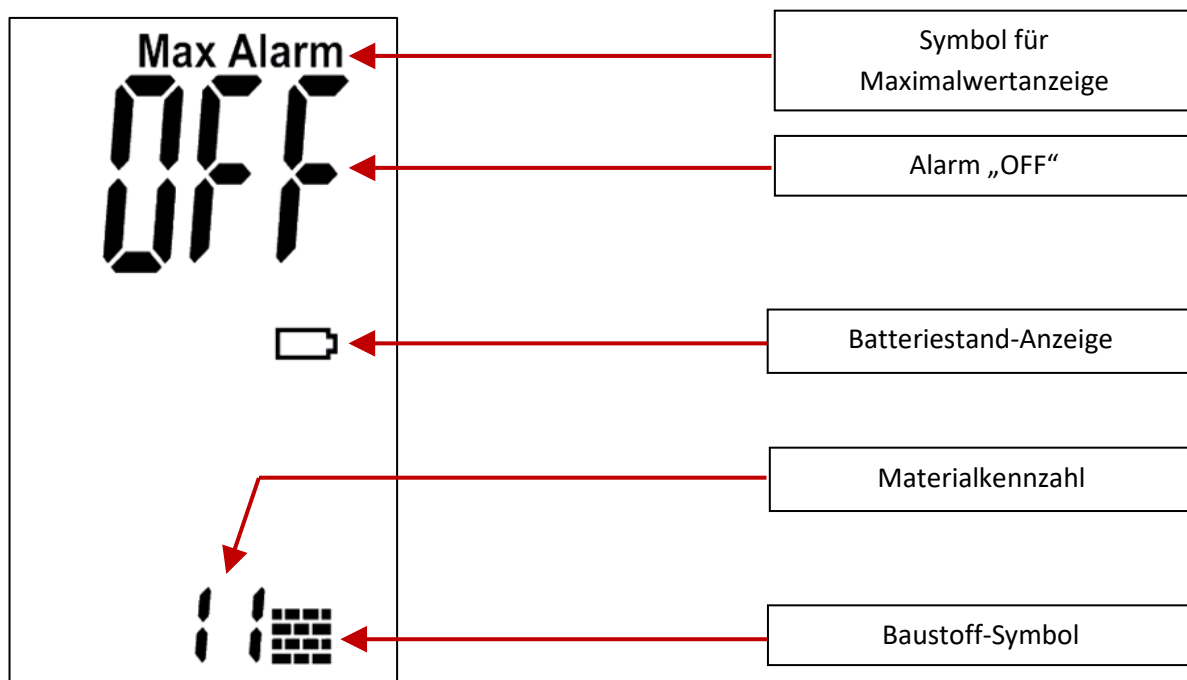 Max Alarm
OFF
11
Symbol für
Maximalwertanzeige
Alarm „OFF“
Batteriestand-Anzeige
Materialkennzahl
Baustoff-Symbol